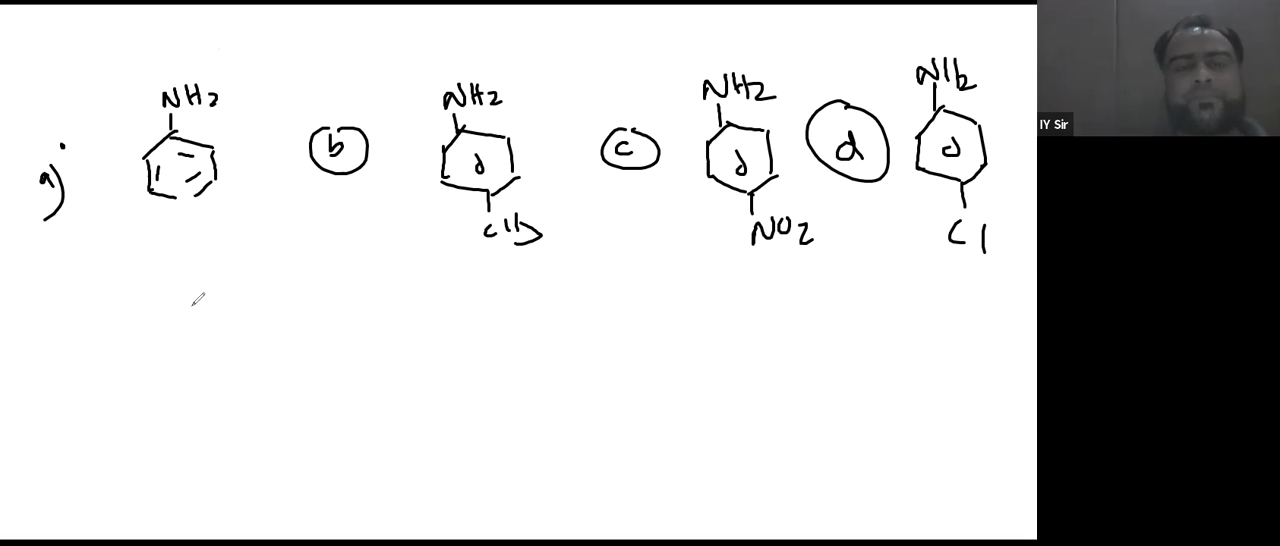 a) NH2
b NH2
CH3
c NH2
NO2
d NH2
Cl
IY Sir